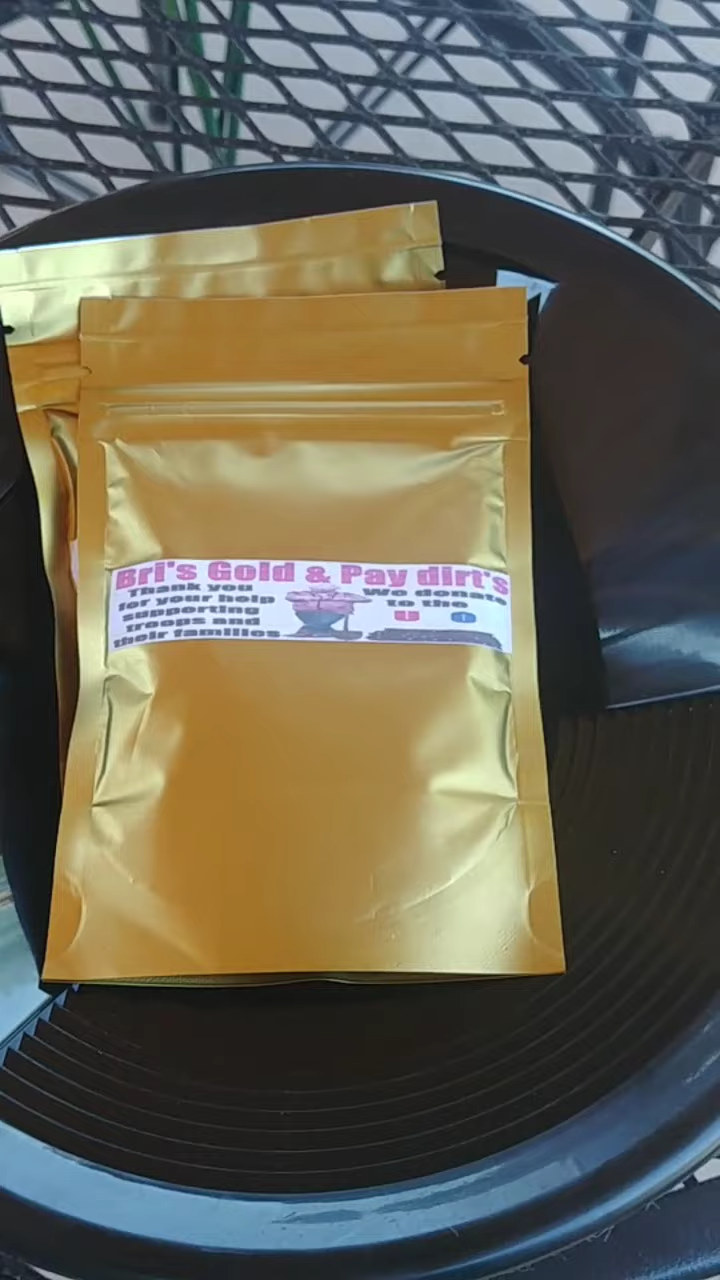 Bri's Gold & Pay dirt's
Thank you
for your help
supporting
troops and
their families
We donate
to the